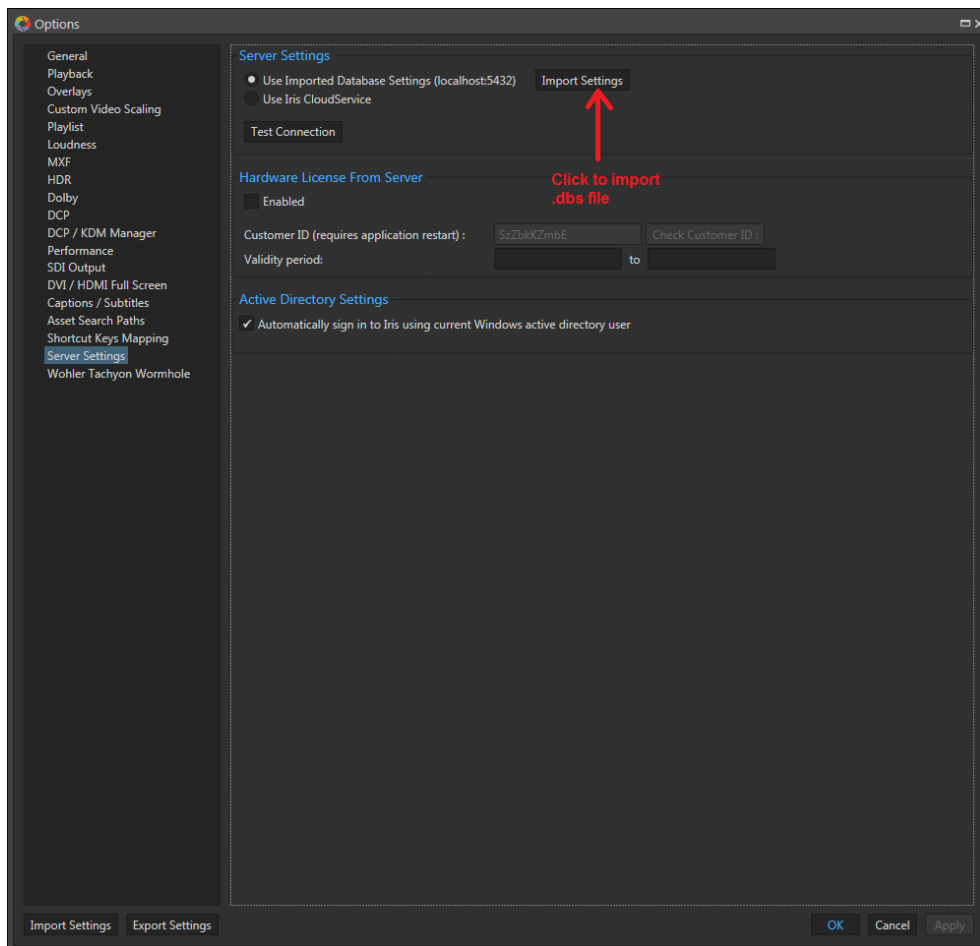 Options
General
Playback
Overlays
Custom Video Scaling
Playlist
Loudness
MXF
HDR
Dolby
DCP
DCP / KDM Manager
Performance
SDI Output
DVI / HDMI Full Screen
Captions / Subtitles
Asset Search Paths
Shortcut Keys Mapping
Server Settings
Wohler Tachyon Wormhole
Server Settings
Use Imported Database Settings (localhost:5432) Import Settings
Use Iris CloudService
Test Connection
Click to import
.dbs file
Hardware License From Server
Enabled
Customer ID (requires application restart) : SzZbkKZmbE Check Customer ID :
Validity period: to
Active Directory Settings
Automatically sign in to Iris using current Windows active directory user
Import Settings Export Settings OK Cancel Apply